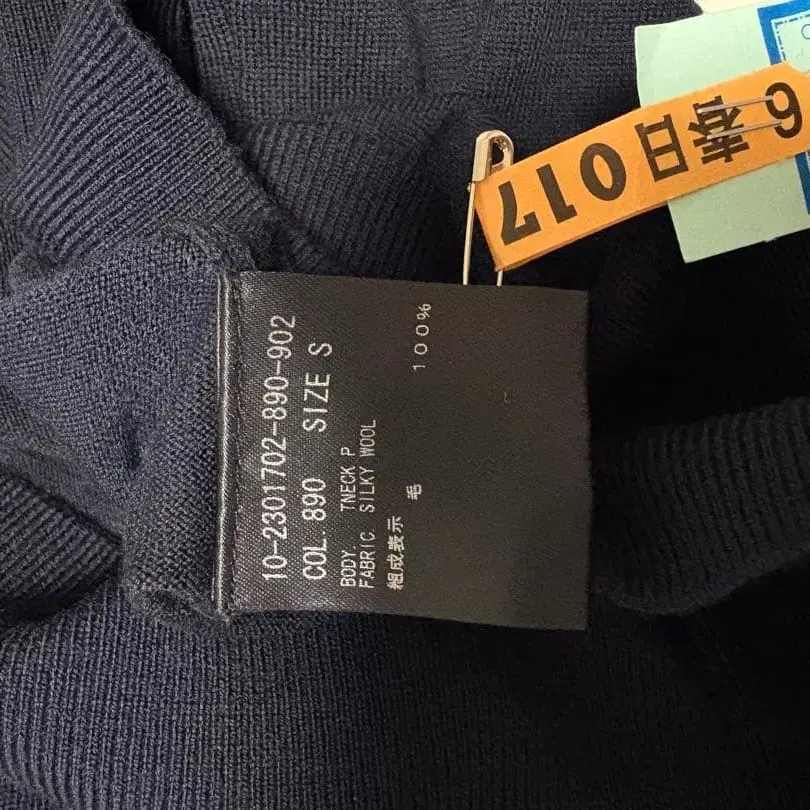 10-2301702-890-902
COL. 890 SIZE S
BODY. TNECK P
FABRIC. SILKY WOOL
組成表示
毛 100%
017